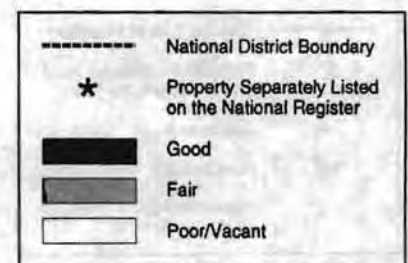 National District Boundary
Property Separately Listed
on the National Register
Good
Fair
Poor/Vacant